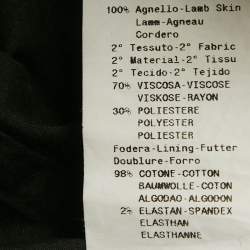 100% Agnello-Lamb Skin
Lamm-Agneau
Cordero
2° Tessuto-2° Fabric
2° Material-2° Tissu
2° Tecido-2° Tejido
70% VISCOSA-VISCOSE
VISKOSE-RAYON
30% POLIESTERE
POLYESTER
POLIESTER
Fodera-Lining-Futter
Doublure-Forro
98% COTONE-COTTON
BAUMWOLLE-COTON
ALGODAO-ALGODON
2% ELASTAN-SPANDEX
ELASTHAN
ELASTHANNE